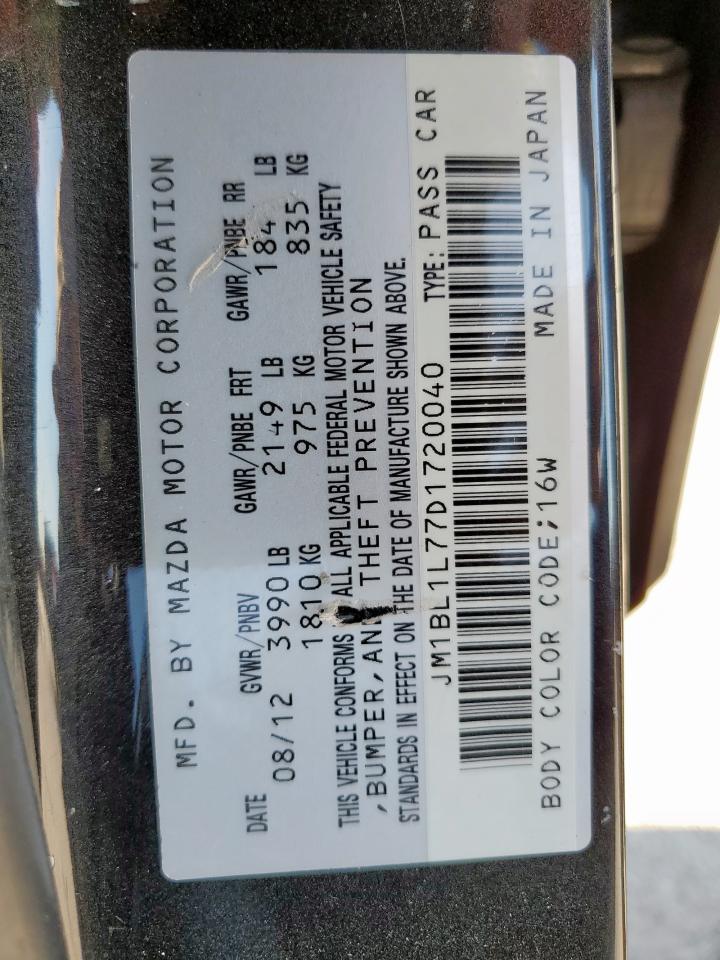 MFD. BY MAZDA MOTOR CORPORATION
DATE GVWR/PNBV GAWR/PNBE FRT GAWR/PNBE RR
08/12 3990 LB 2149 LB LB
1810 KG 975 KG 835 KG
THIS VEHICLE CONFORMS ALL APPLICABLE FEDERAL MOTOR VEHICLE SAFETY
,BUMPER, THEFT PREVENTION
STANDARDS IN EFFECT ON THE DATE OF MANUFACTURE SHOWN ABOVE.
JM1BL1L77D1720040 TYPE: PASS CAR
BODY COLOR CODE;16W MADE IN JAPAN